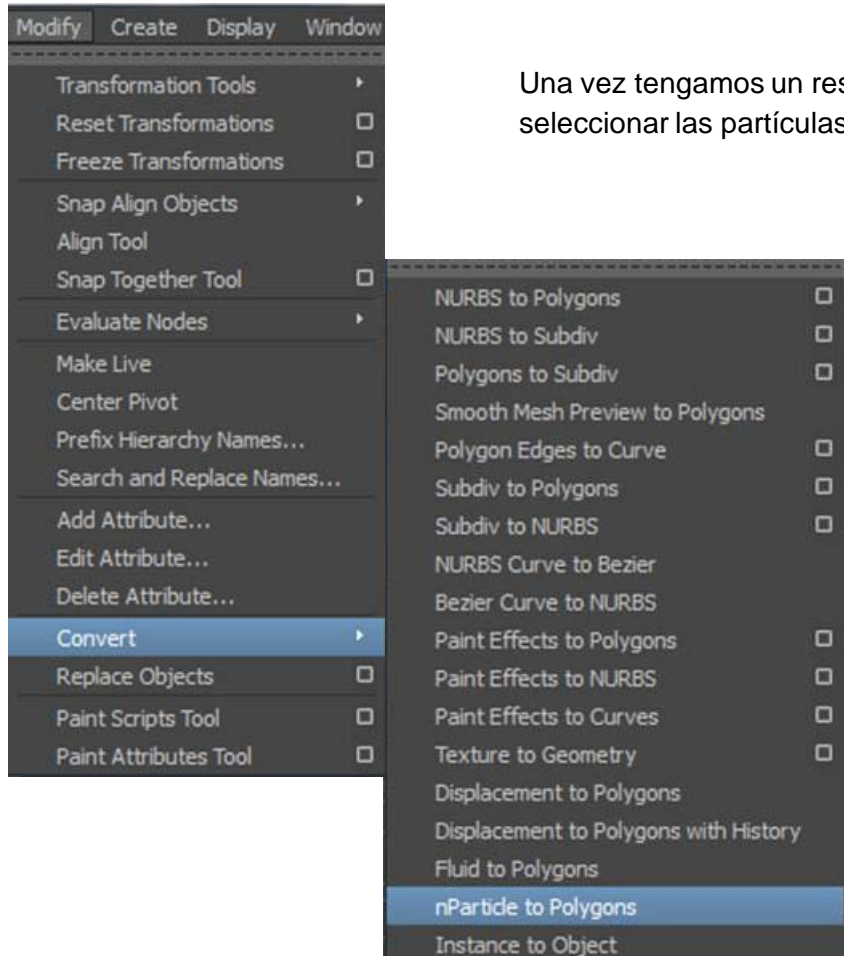 Modify Create Display Window
Transformation Tools
Reset Transformations
Freeze Transformations
Snap Align Objects
Align Tool
Snap Together Tool
Evaluate Nodes
Make Live
Center Pivot
Prefix Hierarchy Names...
Search and Replace Names...
Add Attribute...
Edit Attribute...
Delete Attribute...
Convert
Replace Objects
Paint Scripts Tool
Paint Attributes Tool
Una vez tengamos un res
seleccionar las partículas
NURBS to Polygons
NURBS to Subdiv
Polygons to Subdiv
Smooth Mesh Preview to Polygons
Polygon Edges to Curve
Subdiv to Polygons
Subdiv to NURBS
NURBS Curve to Bezier
Bezier Curve to NURBS
Paint Effects to Polygons
Paint Effects to NURBS
Paint Effects to Curves
Texture to Geometry
Displacement to Polygons
Displacement to Polygons with History
Fluid to Polygons
nParticle to Polygons
Instance to Object